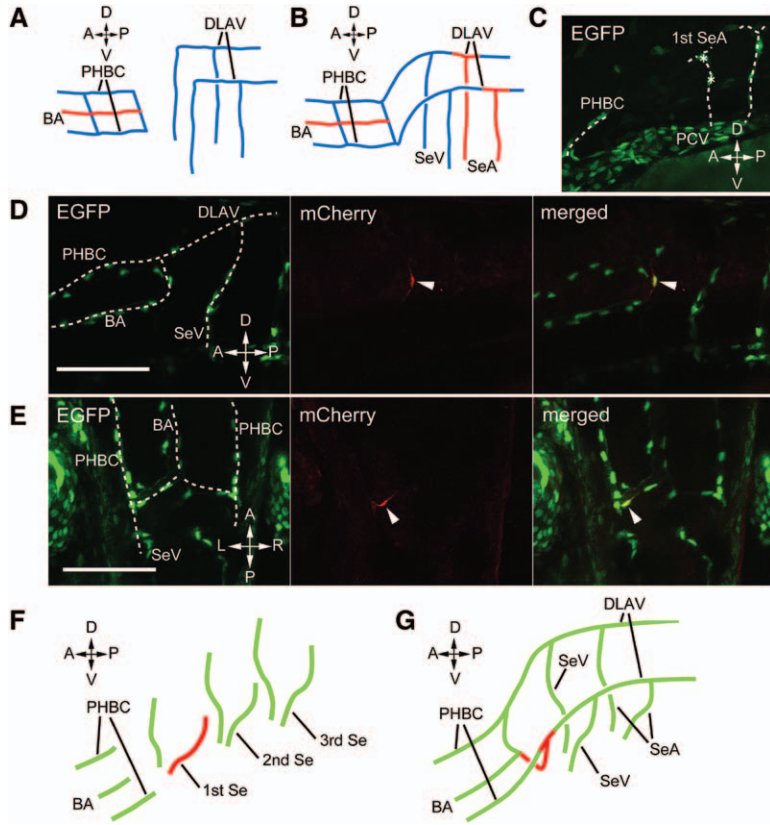 A
D
A P
V
PHBC
BA
DLAV
B
D
A P
V
PHBC
BA
DLAV
SeV
SeA
C
EGFP
1st SeA
*
*
PHBC
PCV
D
A P
V
D
EGFP
DLAV
PHBC
BA
SeV
D
A P
V
mCherry
merged
E
EGFP
BA
PHBC
PHBC
SeV
A
L R
P
mCherry
merged
F
D
A P
V
PHBC
BA
1st Se
2nd Se
3rd Se
G
D
A P
V
DLAV
SeV
PHBC
SeA
BA
SeV